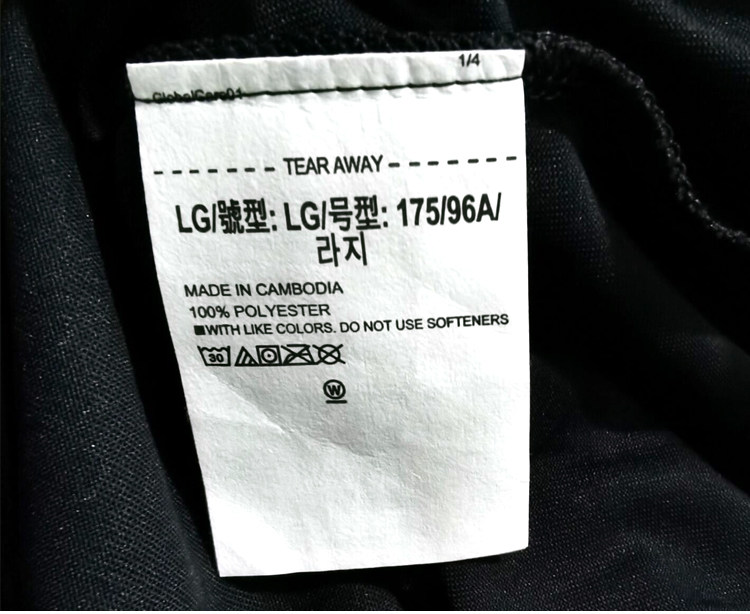 1/4
GlobalCare01
TEAR AWAY
LG/號型: LG/号型: 175/96A/
라지
MADE IN CAMBODIA
100% POLYESTER
■WITH LIKE COLORS. DO NOT USE SOFTENERS
30
W